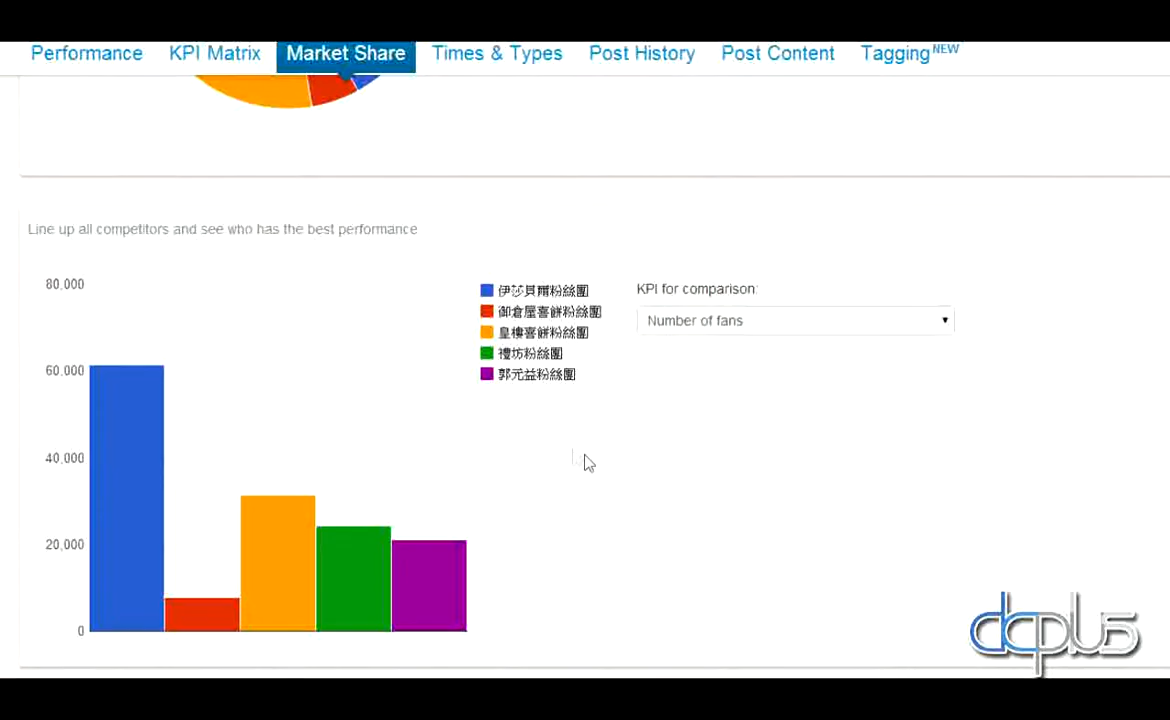 Performance KPI Matrix Market Share Times & Types Post History Post Content Tagging NEW
Line up all competitors and see who has the best performance
80,000
60,000
40,000
20,000
0
伊莎貝爾粉絲團
御倉屋喜餅粉絲團
皇樓喜餅粉絲團
禮坊粉絲團
郭元益粉絲團
KPI for comparison:
Number of fans
dcplus